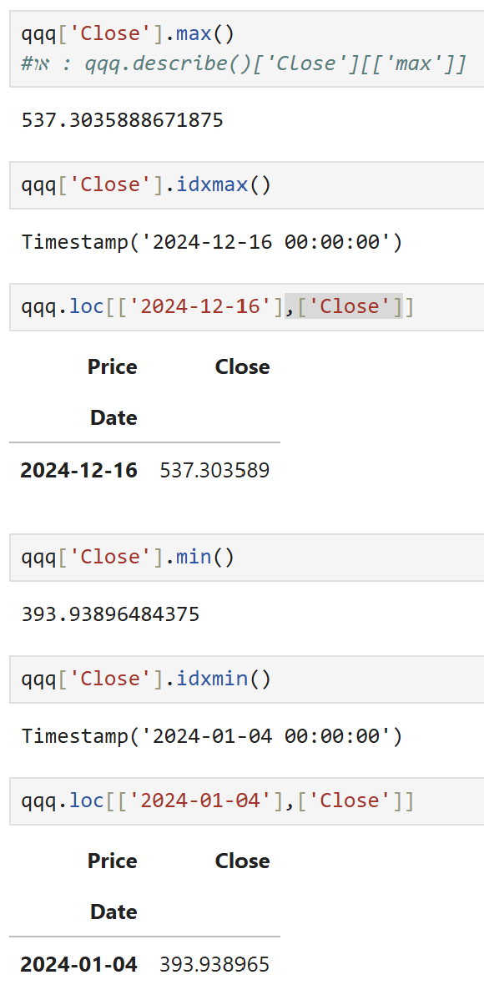 qqq['Close'].max()
#או : qqq.describe()['Close'][['max']]
537.3035888671875
qqq['Close'].idxmax()
Timestamp('2024-12-16 00:00:00')
qqq.loc[['2024-12-16'],['Close']]
Price Close
Date
2024-12-16 537.303589
qqq['Close'].min()
393.93896484375
qqq['Close'].idxmin()
Timestamp('2024-01-04 00:00:00')
qqq.loc[['2024-01-04'],['Close']]
Price Close
Date
2024-01-04 393.938965